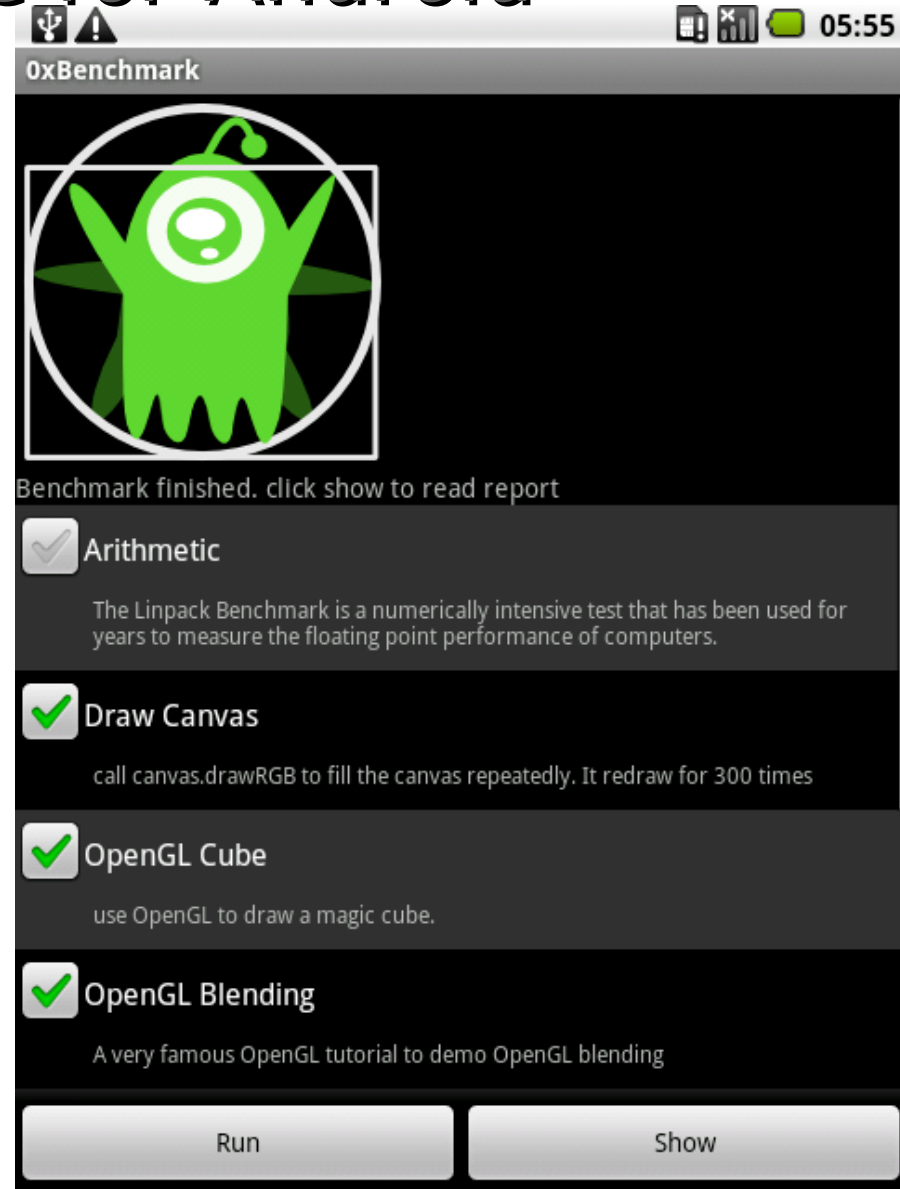 for Android
05:55
0xBenchmark
Benchmark finished. click show to read report
Arithmetic
The Linpack Benchmark is a numerically intensive test that has been used for
years to measure the floating point performance of computers.
Draw Canvas
call canvas.drawRGB to fill the canvas repeatedly. It redraw for 300 times
OpenGL Cube
use OpenGL to draw a magic cube.
OpenGL Blending
A very famous OpenGL tutorial to demo OpenGL blending
Run
Show